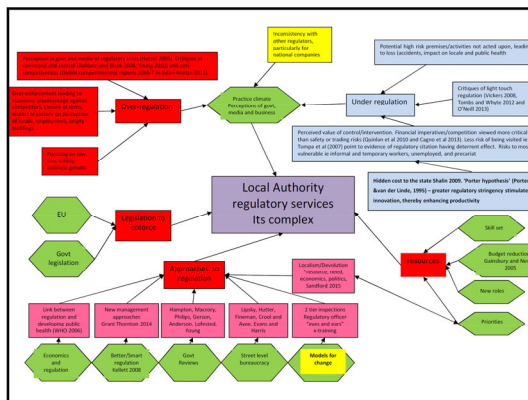 Inconsistency with
other regulators,
particularly for
national companies
Perception in govt and media of regulatory crisis (Hutter 2005). Critiques of
command and control (Baldwin and Black 2008, Young 2010) and
competitiveness (Global competitiveness reports
Over-enforcement leading to
closure of firms,
impact of closure on perception
of locale, employment, empty
buildings
Focusing on low
risk, stifling
business growth
Over-regulation
Practice climate
Perceptions of govt,
media and business
Potential high risk premises/activities not acted upon, leadin
to loss (accidents, impact on locale and public health
Under regulation
Critiques of light touch
regulation (Vickers 2008,
Tombs and Whyte 2012 and
O'Neill 2013)
Perceived value of control/intervention. Financial imperatives/competition viewed more critical
than safety or trading risks (Quinlan et al 2010 and Cagno et al 2013). Less risk of being visited ie
Tompa et al (2007) point to evidence of regulatory citation having deterrent effect. Risks to mos
vulnerable ie informal and temporary workers, unemployed, and precariat
Hidden cost to the state Shalin 2009. 'Porter hypothesis' (Porter
&van der Linde, 1995) – greater regulatory stringency stimulate
innovation, thereby enhancing productivity
Local Authority
regulatory services
Its complex
EU
Govt
legislation
Legislation to
enforce
Approaches to
regulation
Localism/Devolution
"resource, need,
economics, politics,
Sandford 2015
resources
Skill set
Budget reduction
Gainsbury and Ne
2005
New roles
Priorities
Link between
regulation and
developing public
health (WHO 2006)
New management
approaches
Grant Thornton 2014
Hampton, Macrory,
Philips, Gerson,
Anderson. Lofstedt.
Young
Lipsky, Hutter,
Fineman, Croot and
Awre, Evans and
Harris
2 tier inspections
Regulatory officer
"eyes and ears"
x-training
Economics
and
regulation
Better/Smart
regulation
Kellett 2008
Govt
Reviews
Street level
bureaucracy
Models for
change